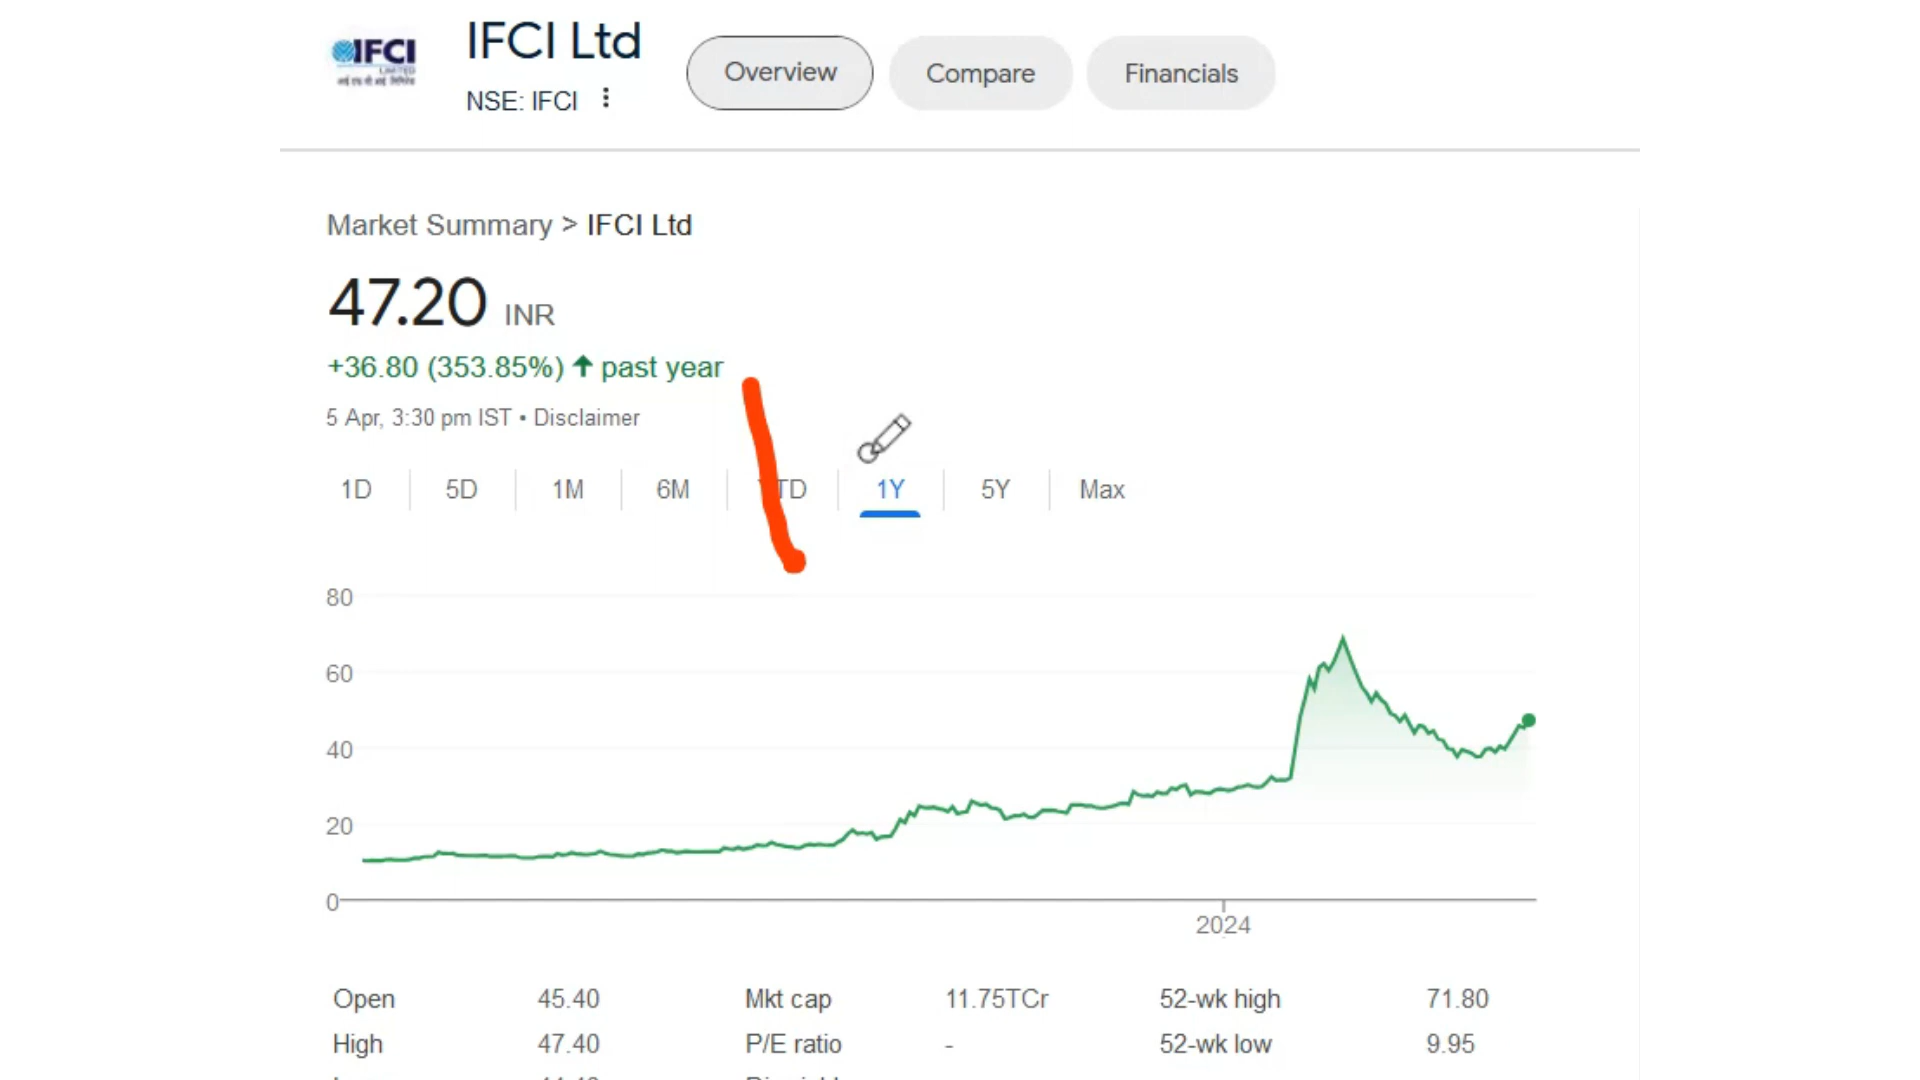 IFCI
LIMITED
IFCI Ltd
NSE: IFCI
Overview
Compare
Financials
Market Summary > IFCI Ltd
47.20 INR
+36.80 (353.85%) ↑ past year
5 Apr, 3:30 pm IST • Disclaimer
1D
5D
1M
6M
1Y
5Y
Max
80
60
40
20
0
2024
Open 45.40 Mkt cap 11.75TCr 52-wk high 71.80
High 47.40 P/E ratio - 52-wk low 9.95